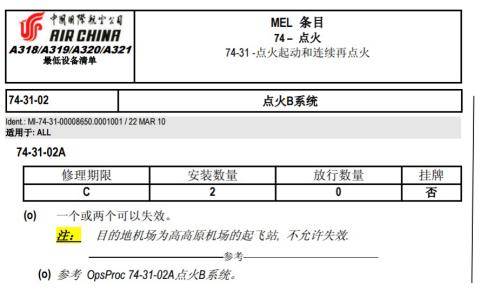 中国国际航空公司
AIR CHINA
A318/A319/A320/A321
最低设备清单
MEL 条目
74 – 点火
74-31 -点火起动和连续再点火
74-31-02 点火B系统
Ident.: MI-74-31-00008650.0001001 / 22 MAR 10
适用于: ALL
74-31-02A
修理期限 安装数量 放行数量 挂牌
C 2 0 否
(o) 一个或两个可以失效。
注: 目的地机场为高高原机场的起飞站, 不允许失效.
参考
(o) 参考 OpsProc 74-31-02A点火B系统。